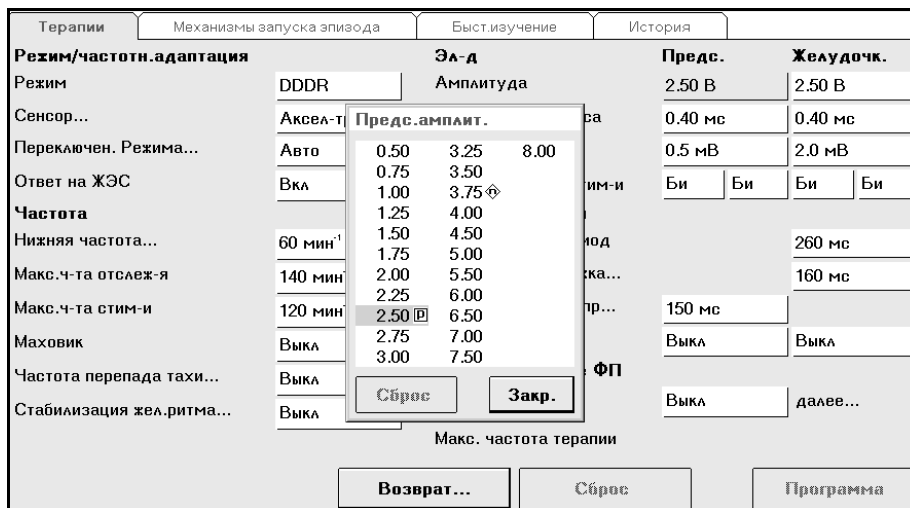 Терапии Механизмы запуска эпизода Быст.изучение История
Режим/частотн.адаптация Эл-д Предс. Желудочк.
Режим DDDR Амплитуда 2.50 В 2.50 В
Сенсор... Аксел-т са 0.40 мс 0.40 мс
Переключен. Режима... Авто 0.5 мВ 2.0 мВ
Ответ на ЖЭС Вкл им-и Би Би Би Би
Частота
Нижняя частота... 60 мин⁻¹ од 260 мс
Макс.ч-та отслеж-я 140 мин ка... 160 мс
Макс.ч-та стим-и 120 мин пр... 150 мс
Маховик Выкл Выкл Выкл
Частота перепада тахи... Выкл ФП
Стабилизация жел.ритма... Выкл Выкл далее...
Макс. частота терапии
Предс.амплит.
0.50 3.25 8.00
0.75 3.50
1.00 3.75 n
1.25 4.00
1.50 4.50
1.75 5.00
2.00 5.50
2.25 6.00
2.50 P 6.50
2.75 7.00
3.00 7.50
Сброс Закр.
Возврат... Сброс Программа